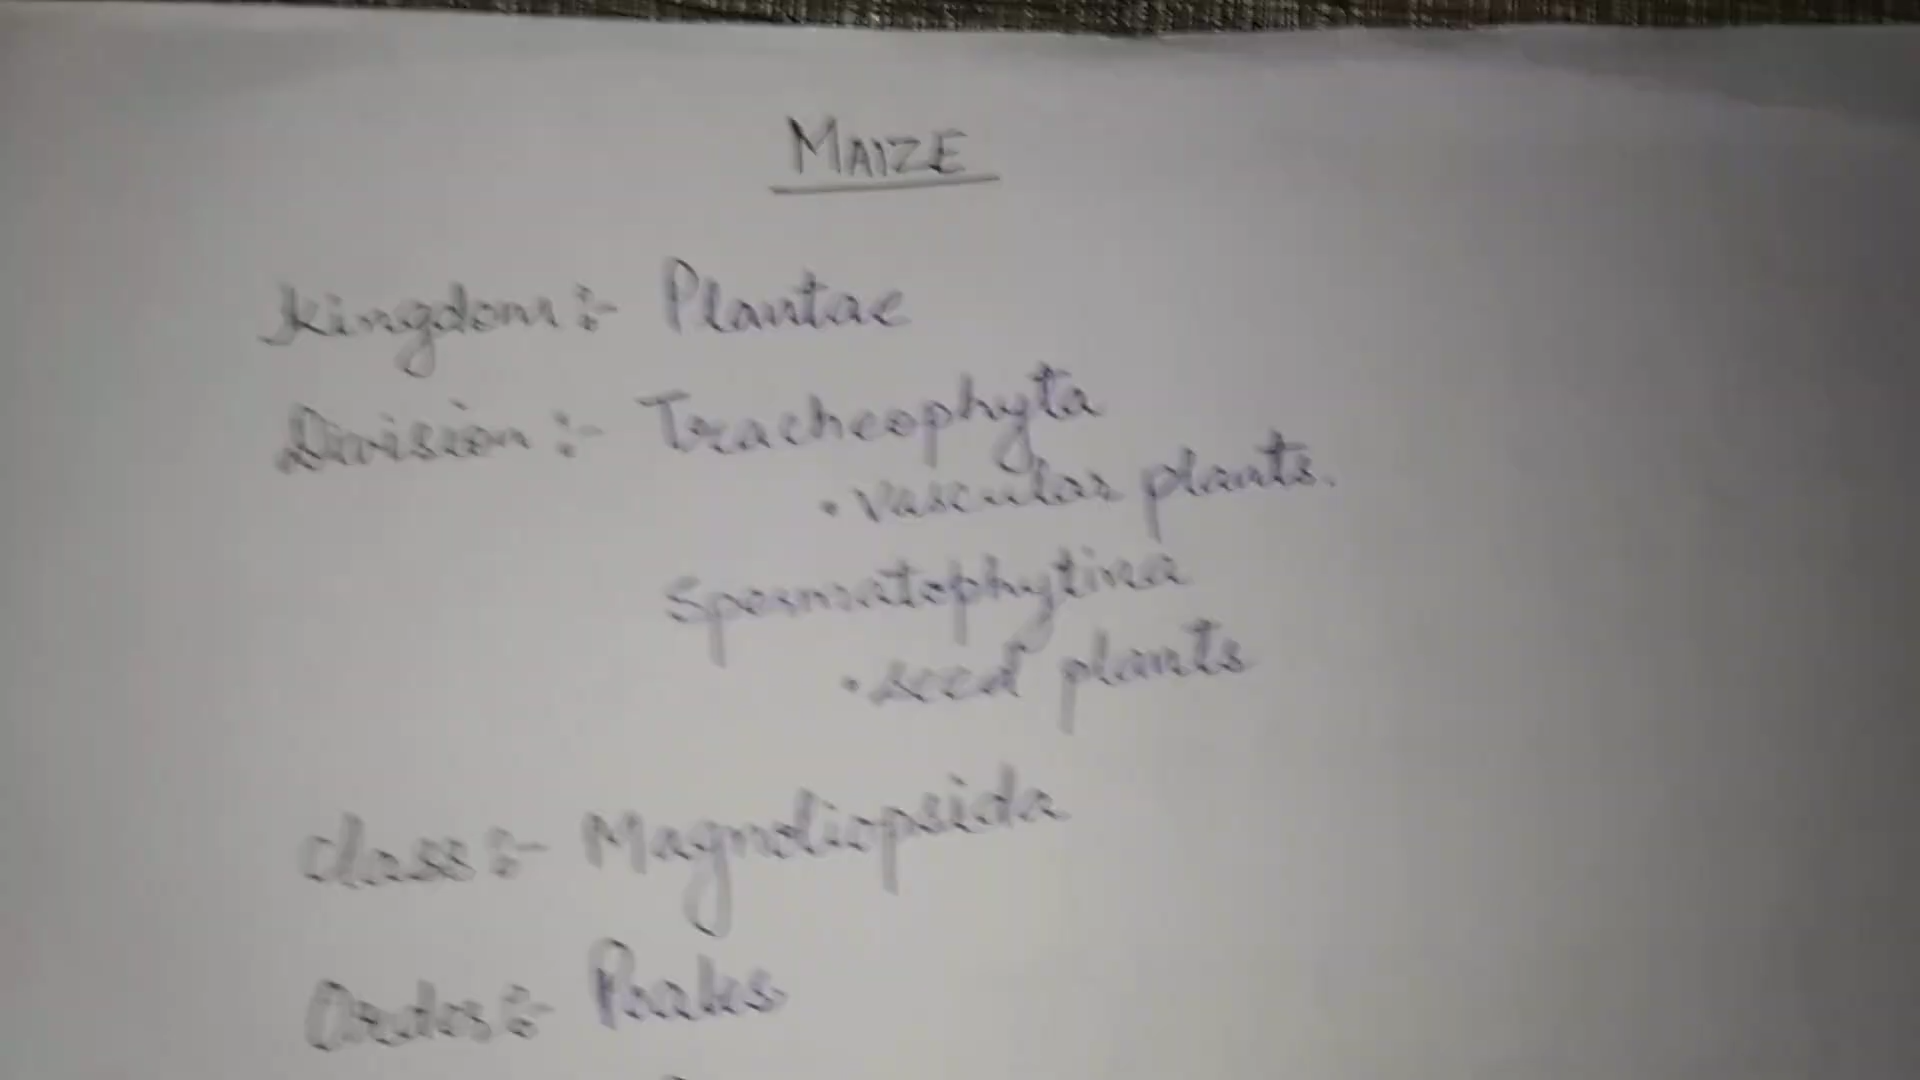 MAIZE
Kingdom :- Plantae
Division :- Tracheophyta
• vascular plants.
Spermatophytina
• seed plants
Class :- Magnoliopsida
Order :- Poales